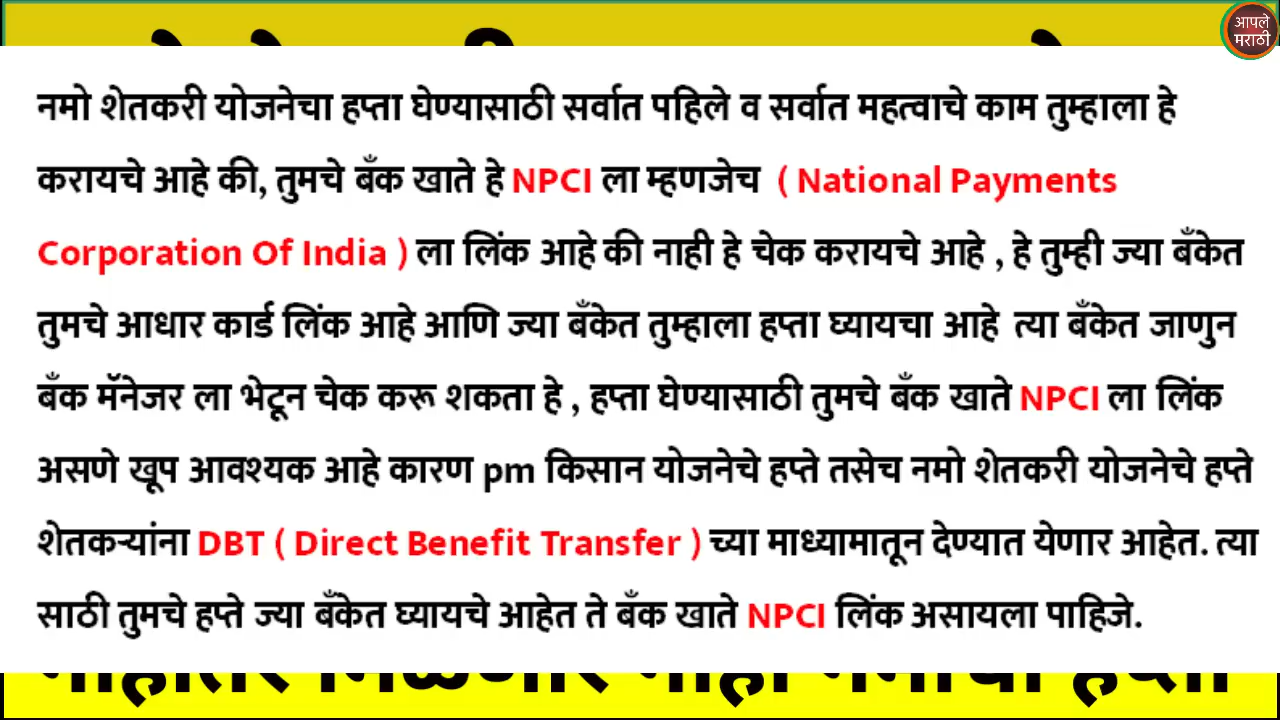 आपले
मराठी
नमो शेतकरी योजनेचा हप्ता घेण्यासाठी सर्वात पहिले व सर्वात महत्वाचे काम तुम्हाला हे
करायचे आहे की, तुमचे बँक खाते हे NPCI ला म्हणजेच ( National Payments
Corporation Of India ) ला लिंक आहे की नाही हे चेक करायचे आहे , हे तुम्ही ज्या बँकेत
तुमचे आधार कार्ड लिंक आहे आणि ज्या बँकेत तुम्हाला हप्ता घ्यायचा आहे त्या बँकेत जाणुन
बँक मॅनेजर ला भेटून चेक करू शकता हे , हप्ता घेण्यासाठी तुमचे बँक खाते NPCI ला लिंक
असणे खूप आवश्यक आहे कारण pm किसान योजनेचे हप्ते तसेच नमो शेतकरी योजनेचे हप्ते
शेतकऱ्यांना DBT ( Direct Benefit Transfer ) च्या माध्यामातून देण्यात येणार आहेत. त्या
साठी तुमचे हप्ते ज्या बँकेत घ्यायचे आहेत ते बँक खाते NPCI लिंक असायला पाहिजे.